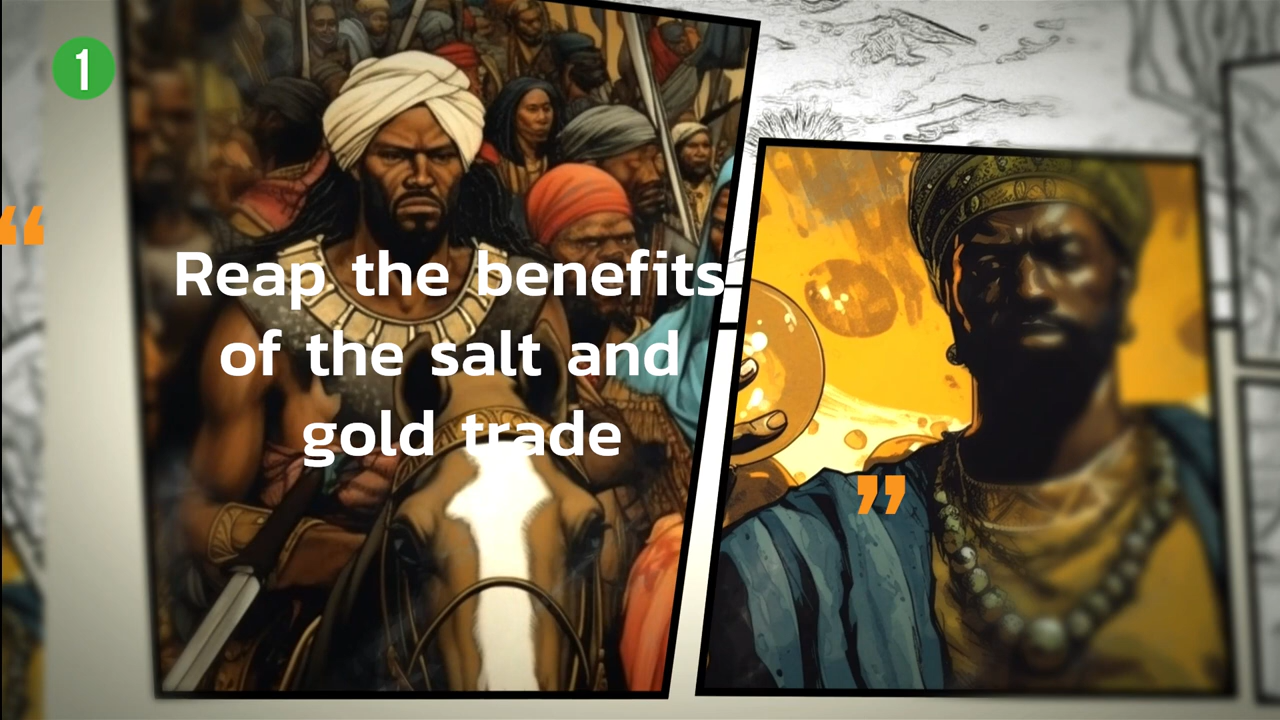 1
“
Reap the benefits
of the salt and
gold trade
”